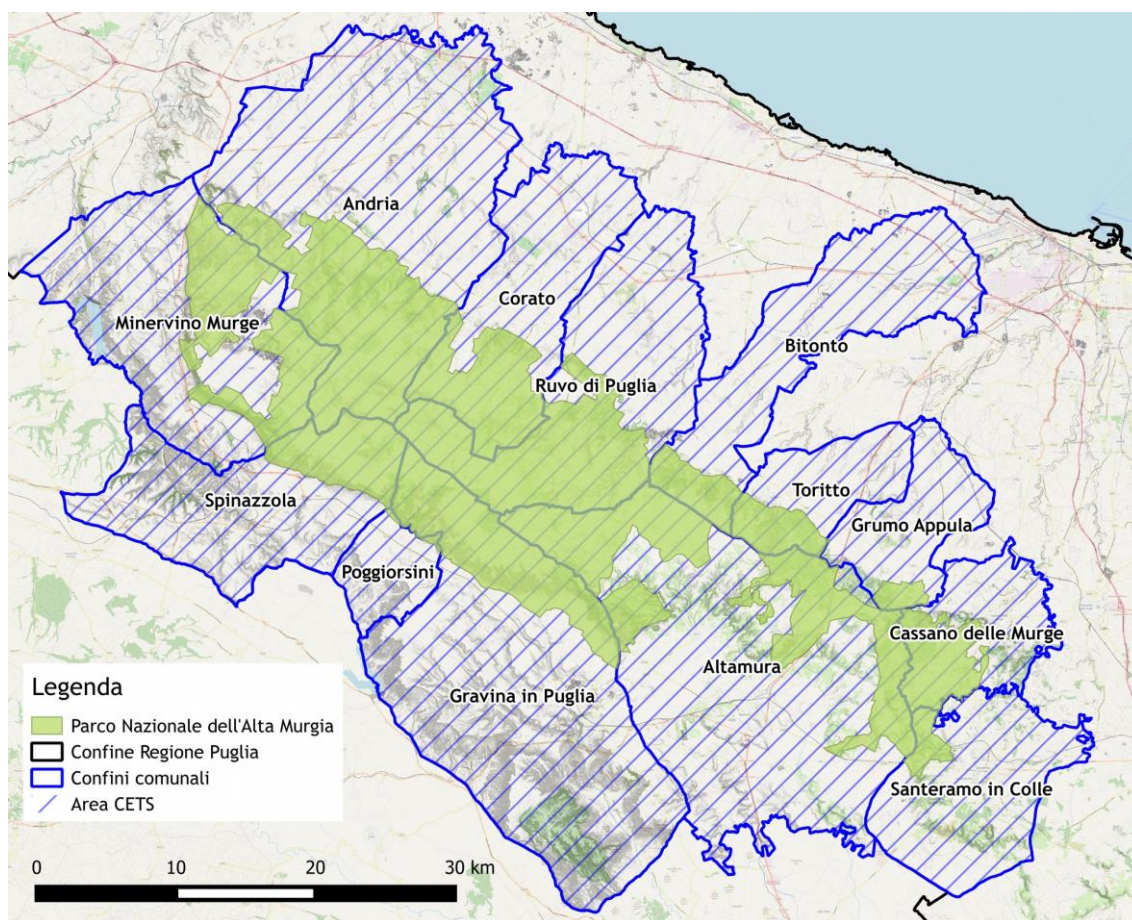 Andria
Corato
Minervino Murge
Bitonto
Ruvo di Puglia
Spinazzola
Toritto
Grumo Appula
Poggiorsini
Cassano delle Murge
Altamura
Gravina in Puglia
Santeramo in Colle
Legenda
Parco Nazionale dell'Alta Murgia
Confine Regione Puglia
Confini comunali
Area CETS
0 10 20 30 km